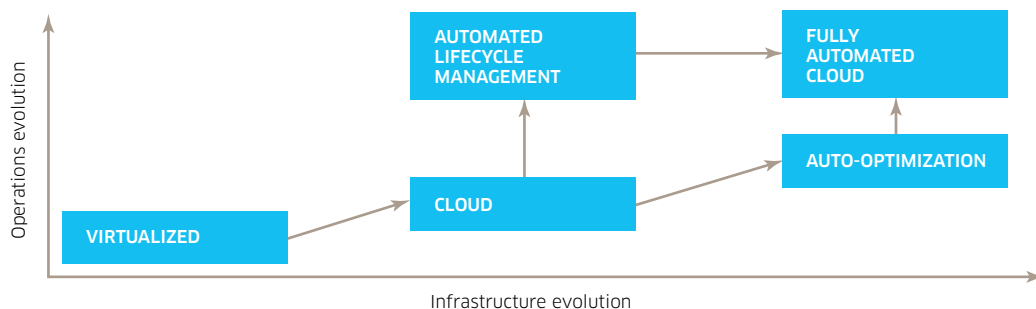 AUTOMATED
LIFECYCLE
MANAGEMENT
FULLY
AUTOMATED
CLOUD
Operations evolution
AUTO-OPTIMIZATION
CLOUD
VIRTUALIZED
Infrastructure evolution